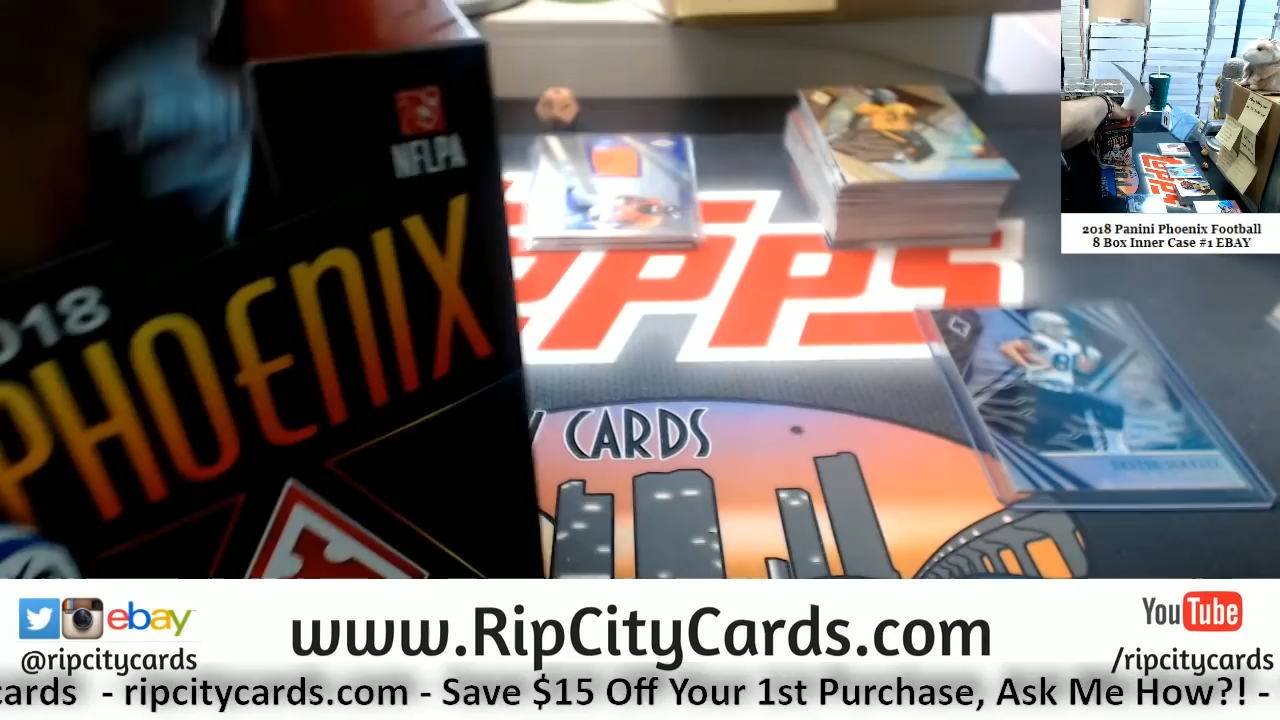 NFLPA
2018
PHOENIX
TOPPS
CARDS
2018 Panini Phoenix Football
8 Box Inner Case #1 EBAY
ebay
@ripcitycards
www.RipCityCards.com
YouTube
/ripcitycards
cards - ripcitycards.com - Save $15 Off Your 1st Purchase, Ask Me How?! -